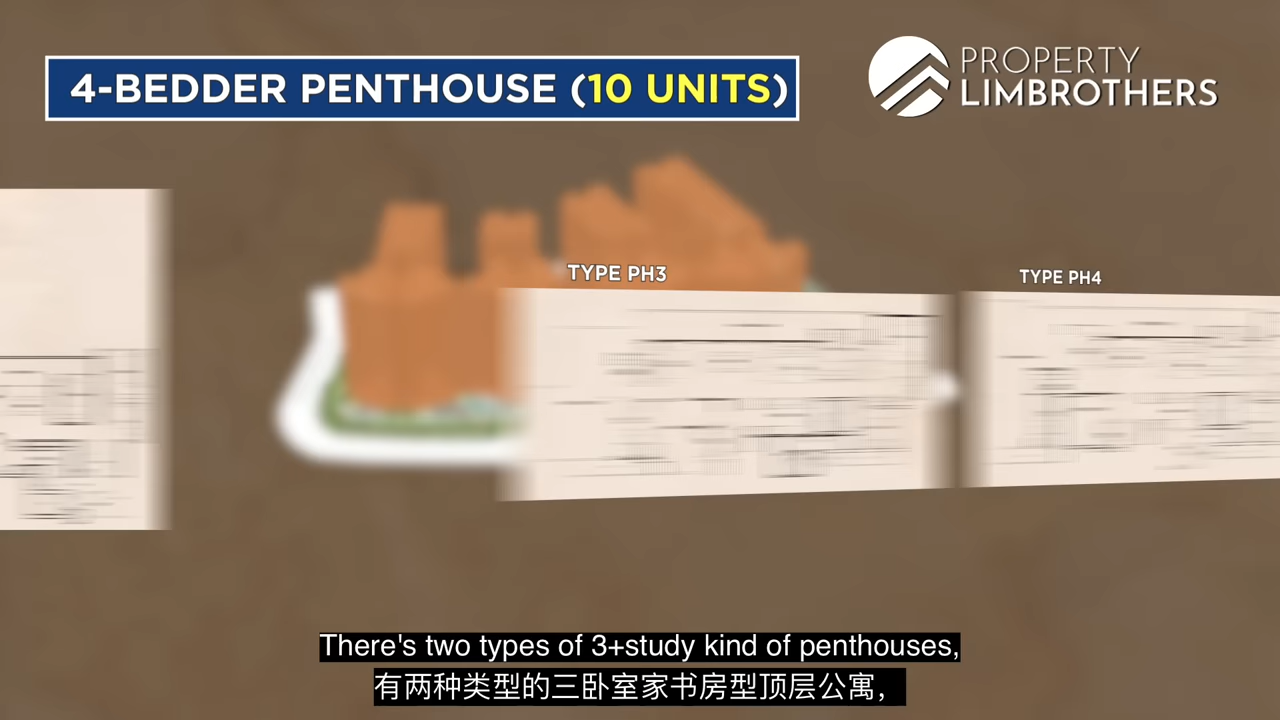 4-BEDDER PENTHOUSE (10 UNITS)
PROPERTY
LIMBROTHERS
TYPE PH3
TYPE PH4
There's two types of 3+study kind of penthouses,
有两种类型的三卧室家书房型顶层公寓，